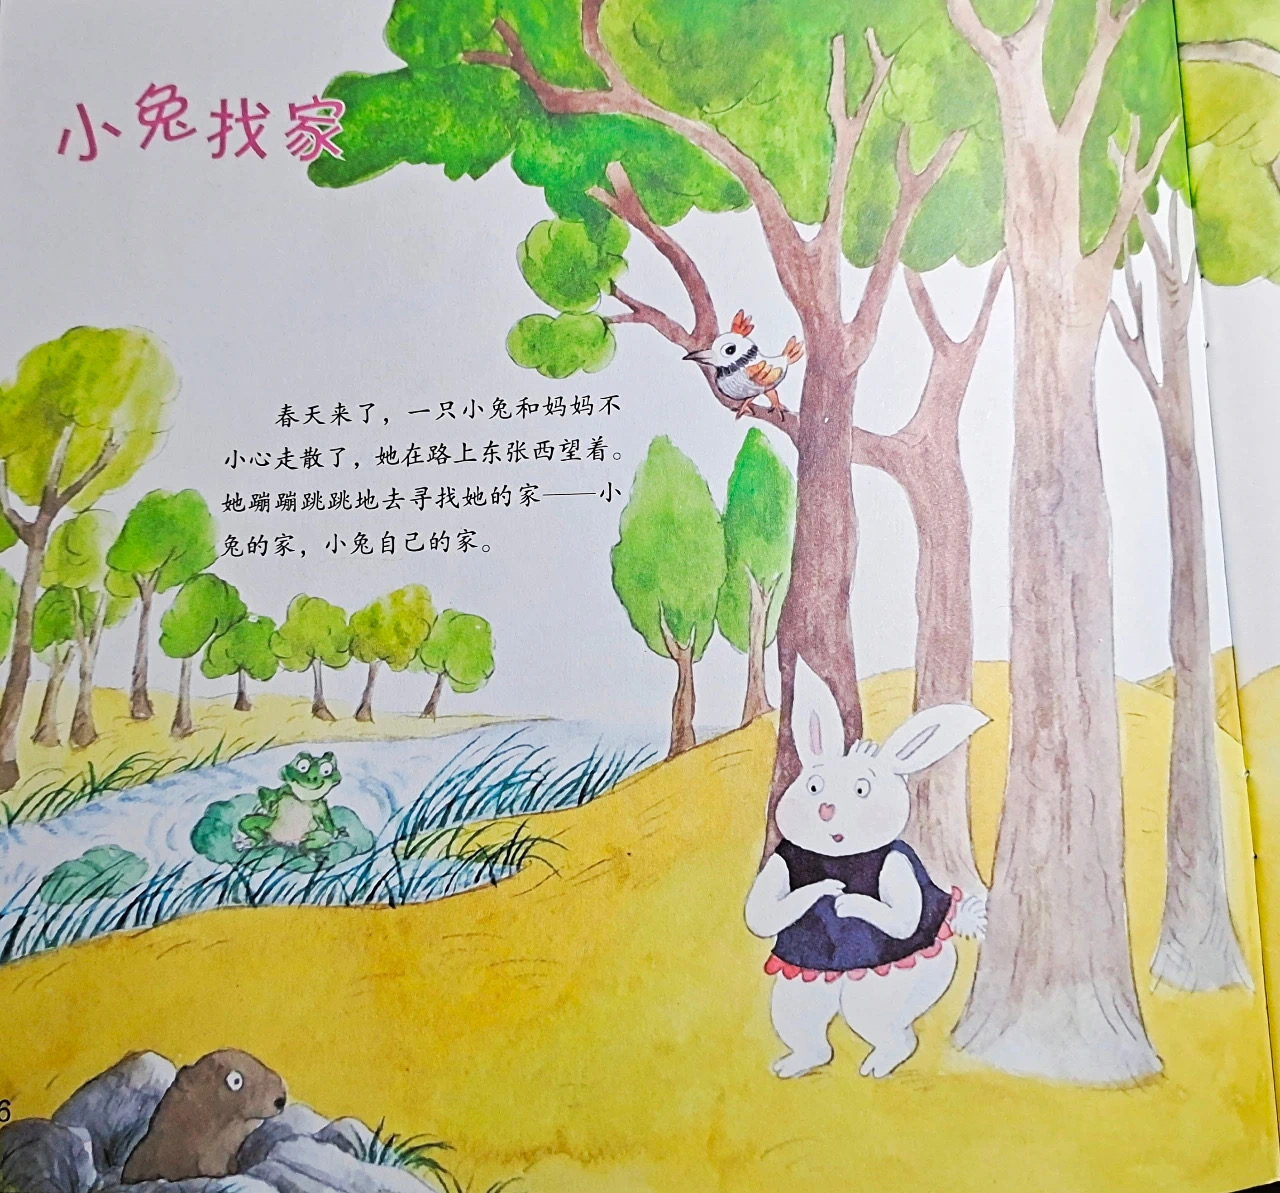 小兔找家
春天来了，一只小兔和妈妈不
小心走散了，她在路上东张西望着。
她蹦蹦跳跳地去寻找她的家——小
兔的家，小兔自己的家。
6